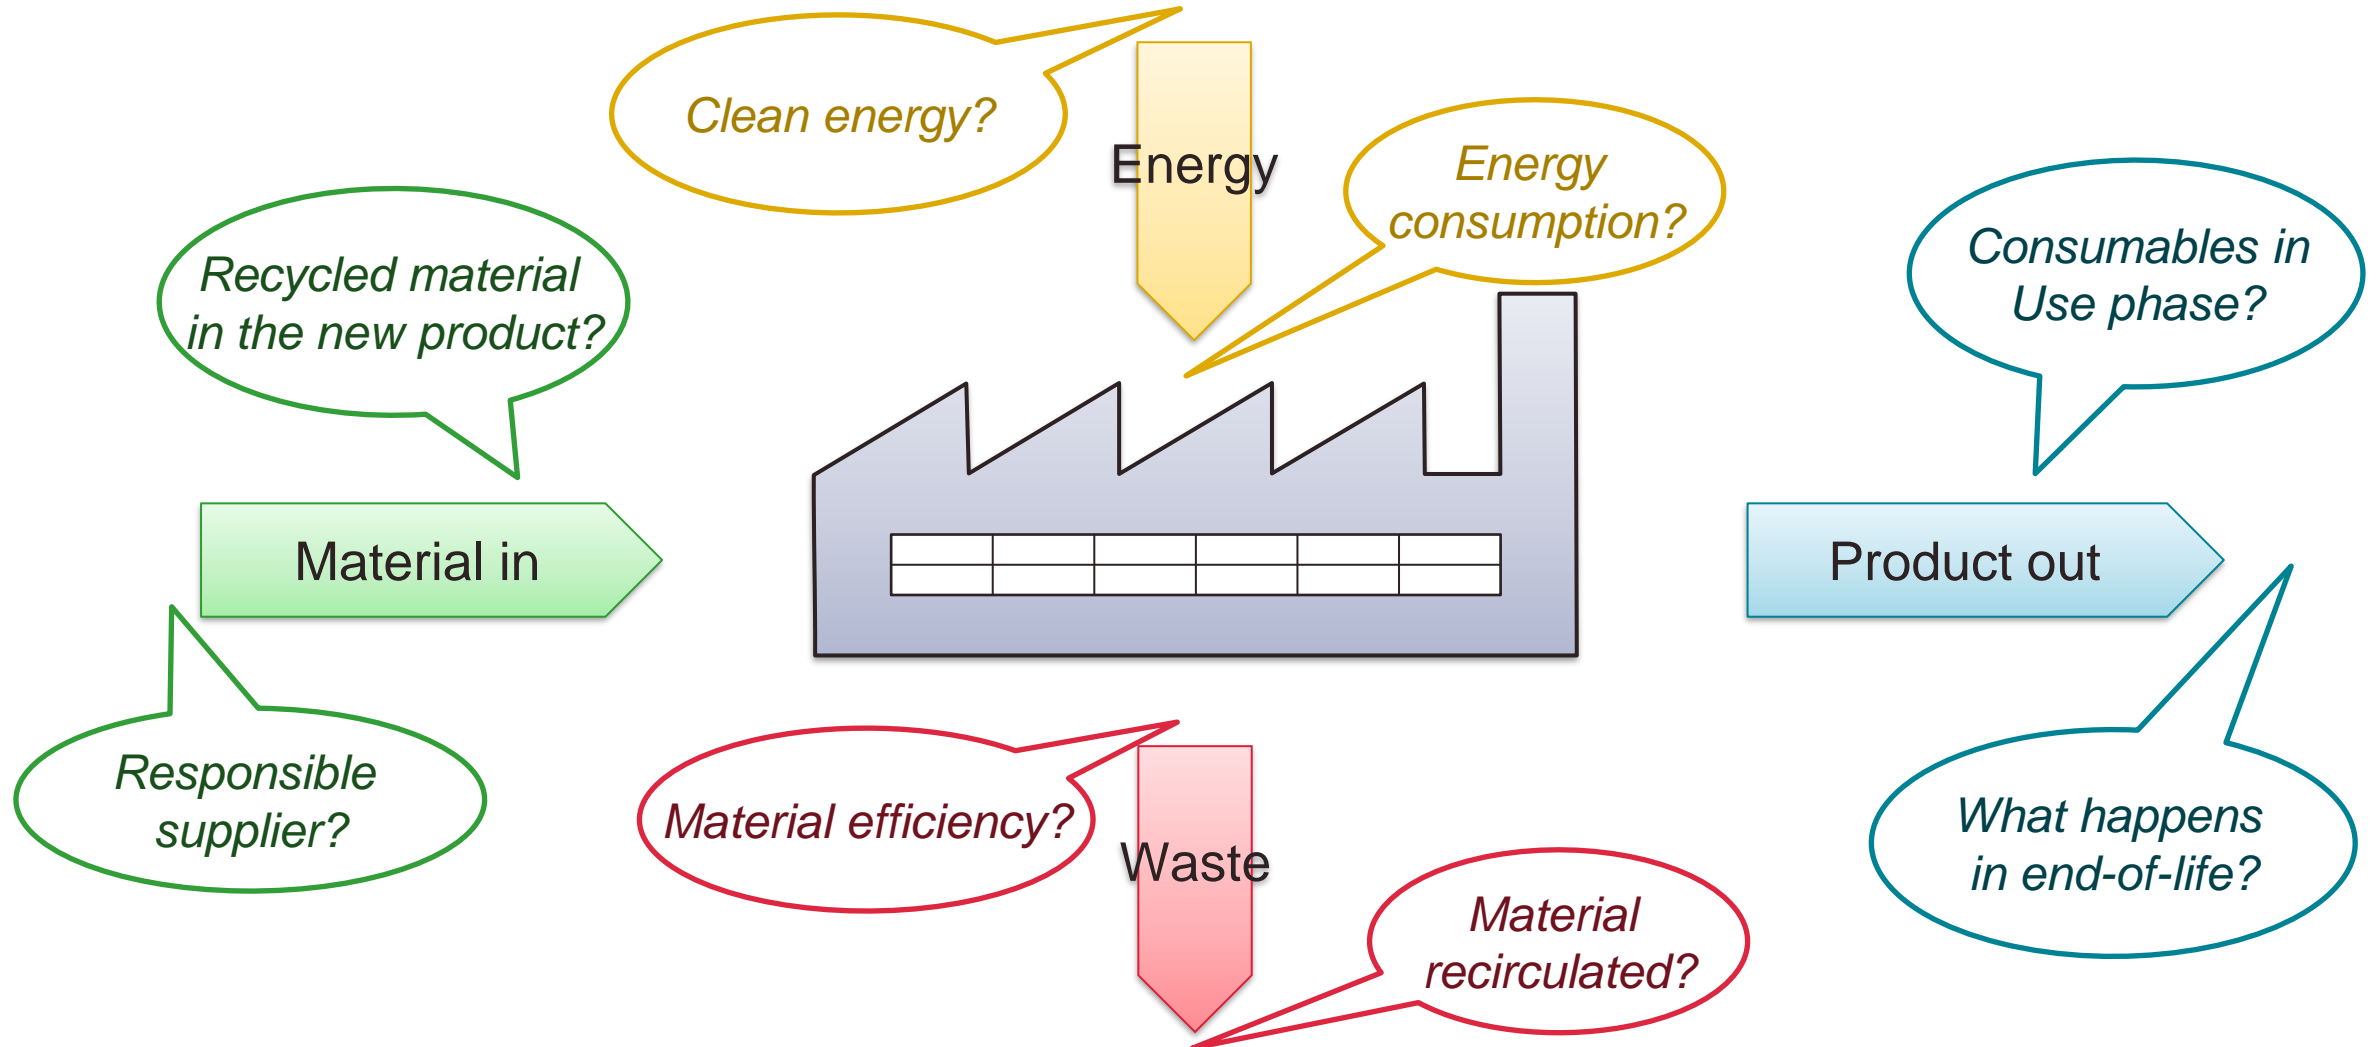 Clean energy?
Energy
Energy
consumption?
Recycled material
in the new product?
Consumables in
Use phase?
Material in
Product out
Responsible
supplier?
Material efficiency?
Waste
Material
recirculated?
What happens
in end-of-life?